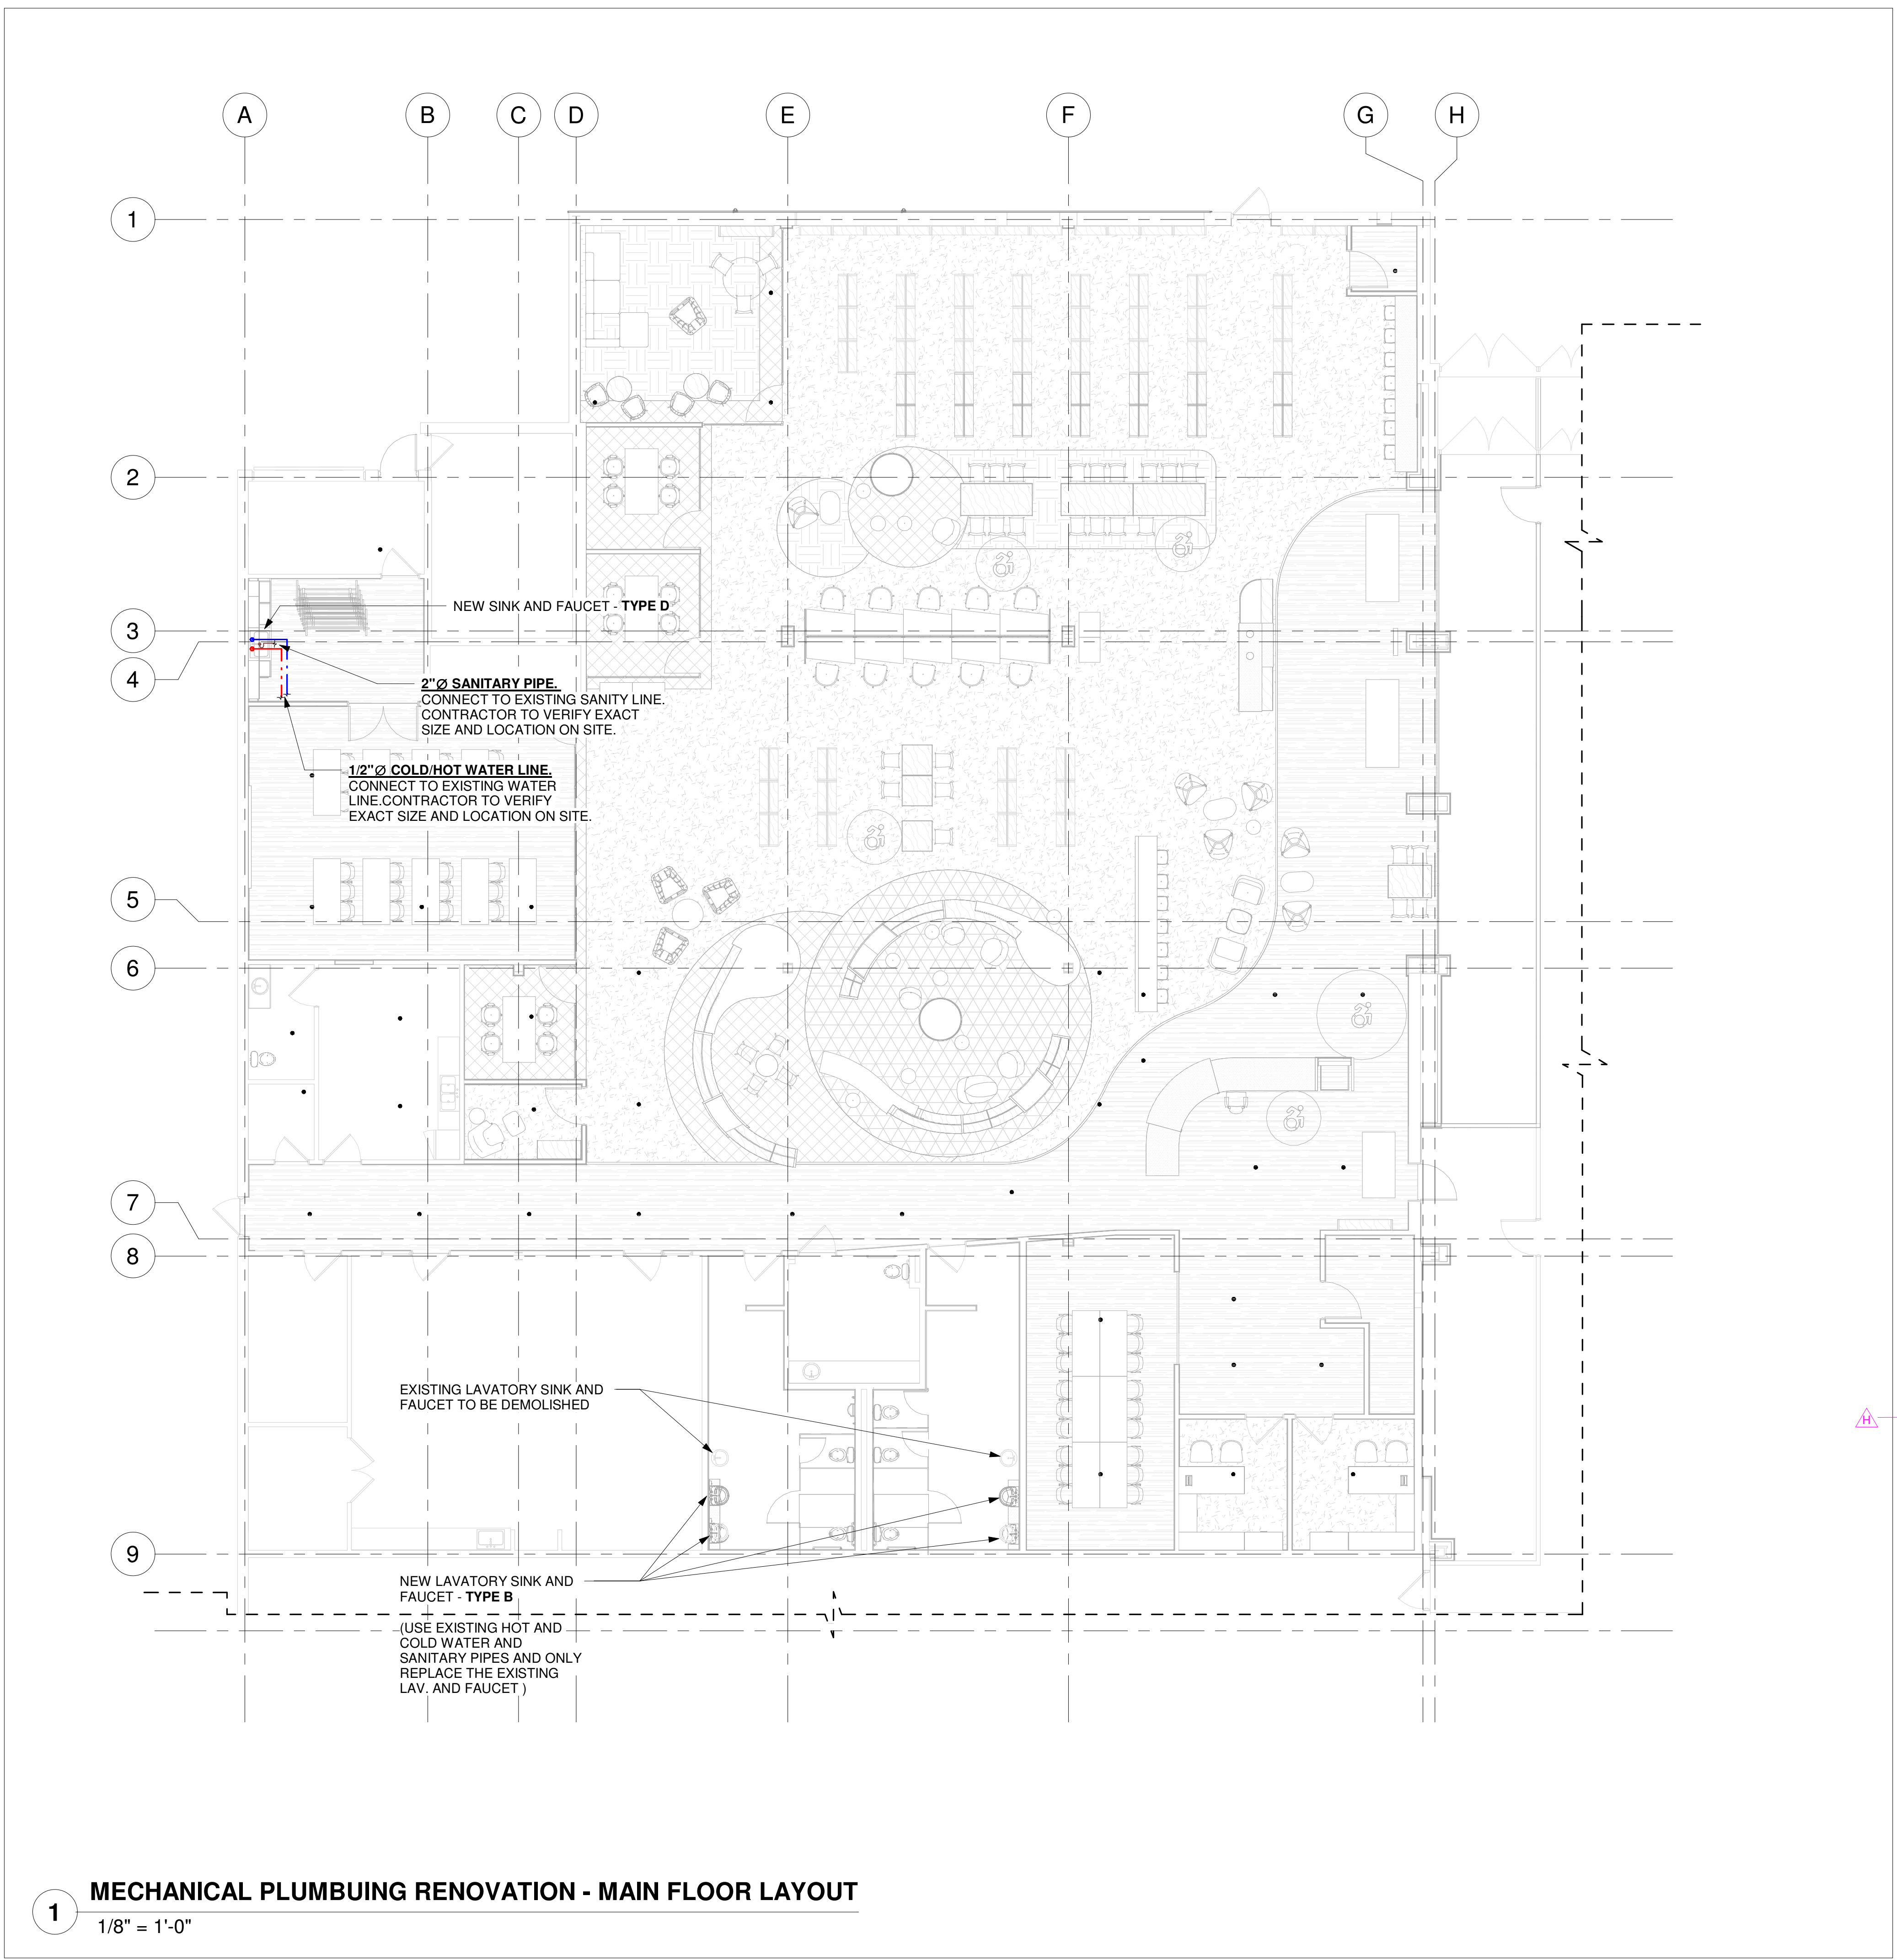 A
B
C
D
E
F
G
H
1
2
3
4
5
6
7
8
9
NEW SINK AND FAUCET - TYPE D
2"Ø SANITARY PIPE.
CONNECT TO EXISTING SANITY LINE.
CONTRACTOR TO VERIFY EXACT
SIZE AND LOCATION ON SITE.
1/2"Ø COLD/HOT WATER LINE.
CONNECT TO EXISTING WATER
LINE.CONTRACTOR TO VERIFY
EXACT SIZE AND LOCATION ON SITE.
EXISTING LAVATORY SINK AND
FAUCET TO BE DEMOLISHED
H
NEW LAVATORY SINK AND
FAUCET - TYPE B
(USE EXISTING HOT AND
COLD WATER AND
SANITARY PIPES AND ONLY
REPLACE THE EXISTING
LAV. AND FAUCET )
1
MECHANICAL PLUMBUING RENOVATION - MAIN FLOOR LAYOUT
1/8" = 1'-0"